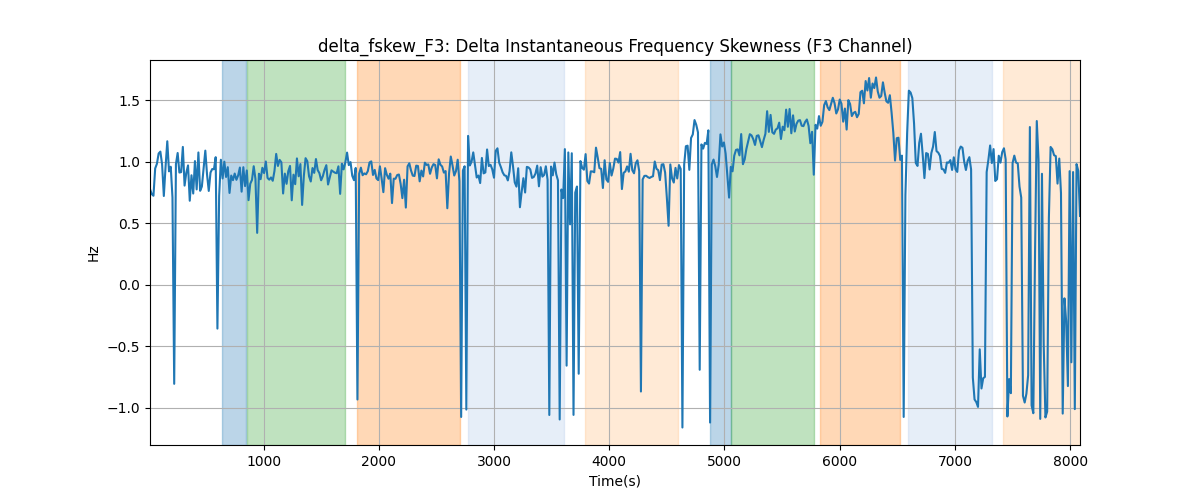 delta_fskew_F3: Delta Instantaneous Frequency Skewness (F3 Channel)
1.5
1.0
0.5
0.0
−0.5
−1.0
Hz
1000 2000 3000 4000 5000 6000 7000 8000
Time(s)